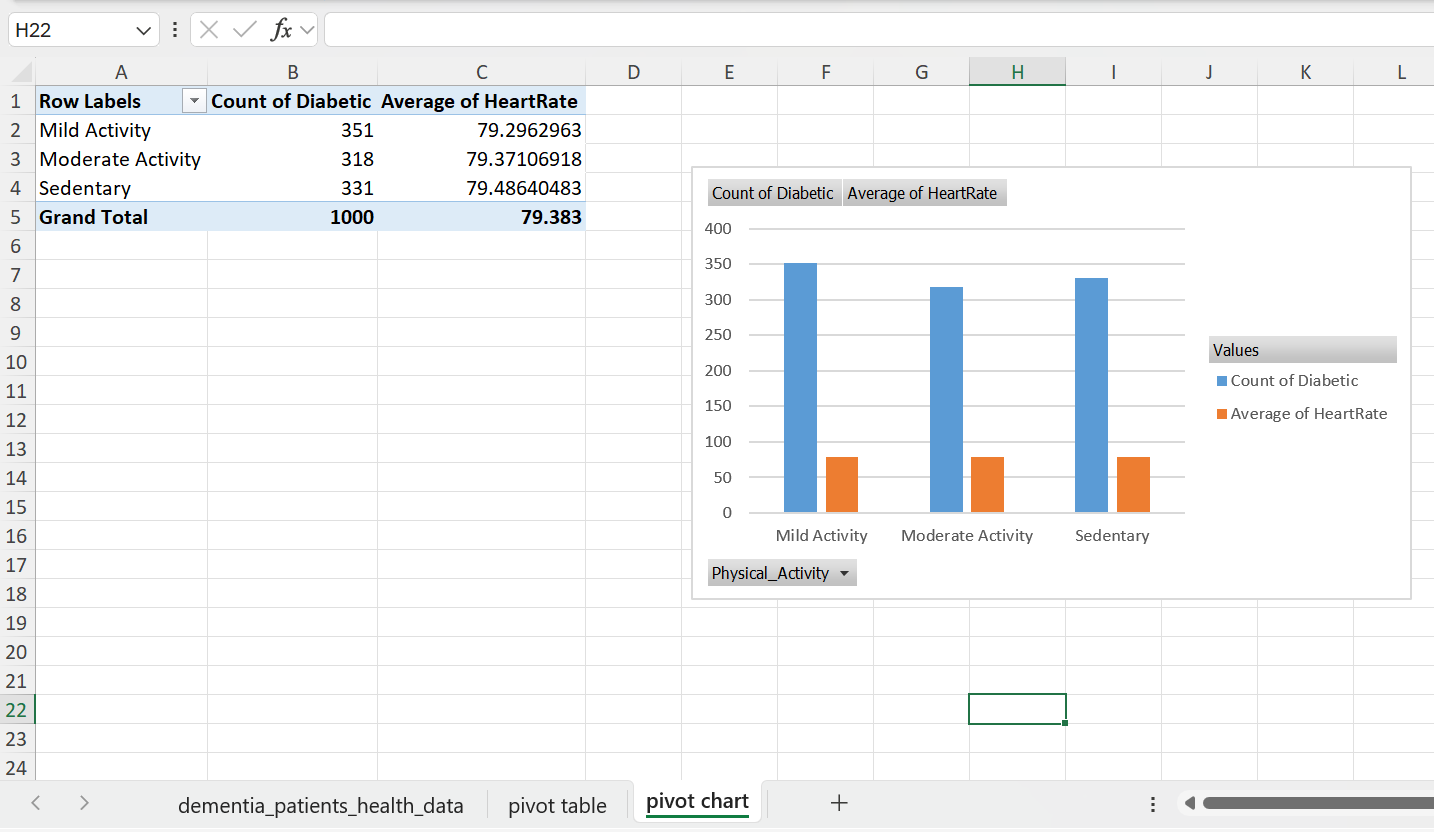 H22 fx
A B C D E F G H I J K L
1 Row Labels Count of Diabetic Average of HeartRate
2 Mild Activity 351 79.2962963
3 Moderate Activity 318 79.37106918
4 Sedentary 331 79.48640483
5 Grand Total 1000 79.383
6
7
8
9
10
11
12
13
14
15
16
17
18
19
20
21
22
23
24
Count of Diabetic Average of HeartRate
400
350
300
250
200
150
100
50
0
Mild Activity Moderate Activity Sedentary
Physical_Activity
Values
Count of Diabetic
Average of HeartRate
dementia_patients_health_data pivot table pivot chart